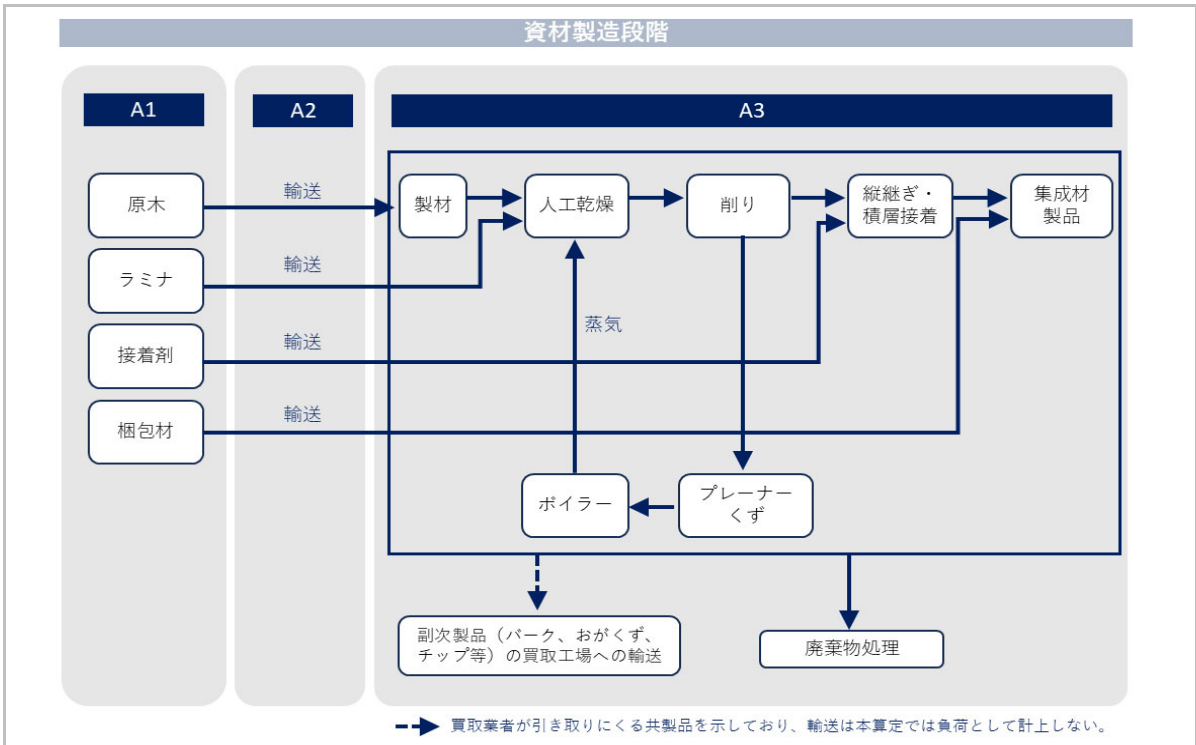 資材製造段階
A1
A2
A3
原木
輸送
製材
人工乾燥
削り
縦継ぎ・
積層接着
集成材
製品
ラミナ
輸送
接着剤
輸送
蒸気
梱包材
輸送
ボイラー
プレーナー
くず
副次製品（バーク、おがくず、
チップ等）の買取工場への輸送
廃棄物処理
買取業者が引き取りにくる共製品を示しており、輸送は本算定では負荷として計上しない。